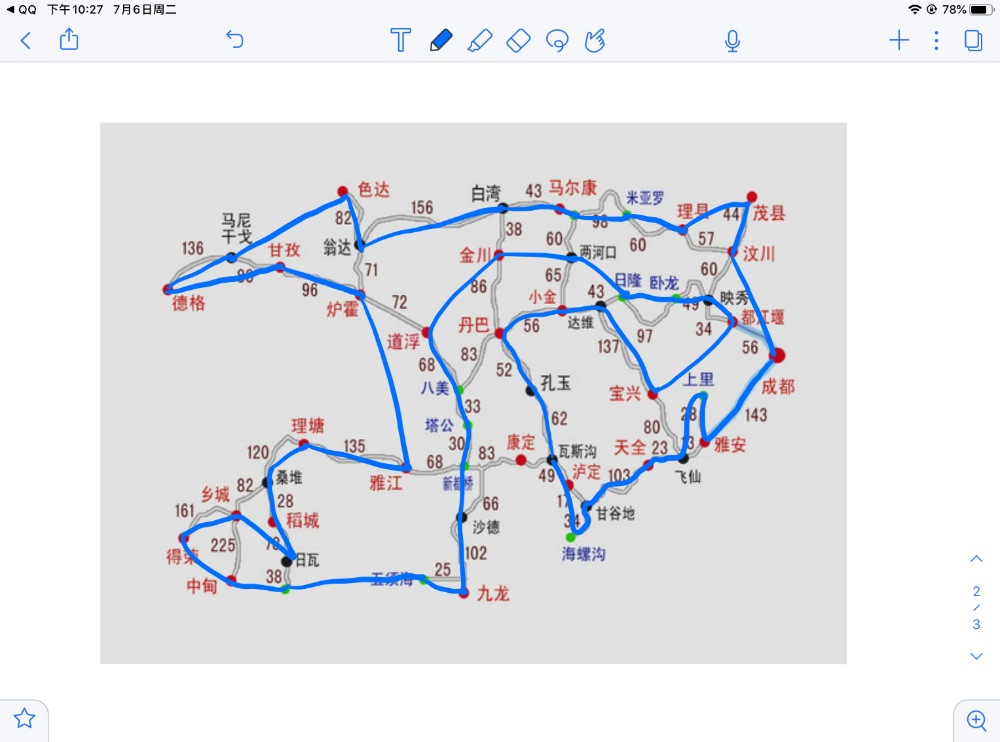 QQ 下午10:27 7月6日周二
78%
色达
白湾
43
马尔康
米亚罗
理县
44
茂县
马尼
干戈
82
156
98
60
57
汶川
136
甘孜
翁达
38
60
两河口
金川
60
71
65
日隆
卧龙
96
86
小金
43
49
映秀
德格
炉霍
72
丹巴
56
达维
97
34
都江堰
道孚
137
56
68
83
52
八美
孔玉
宝兴
上里
成都
33
28
143
塔公
62
80
理塘
30
康定
天全
23
雅安
120
135
68
83
瓦斯沟
雅江
新都桥
49
泸定
103
飞仙
桑堆
82
乡城
28
66
17
甘谷地
161
稻城
沙德
34
225
得荣
日瓦
102
海螺沟
38
25
中甸
五须海
九龙
2
3